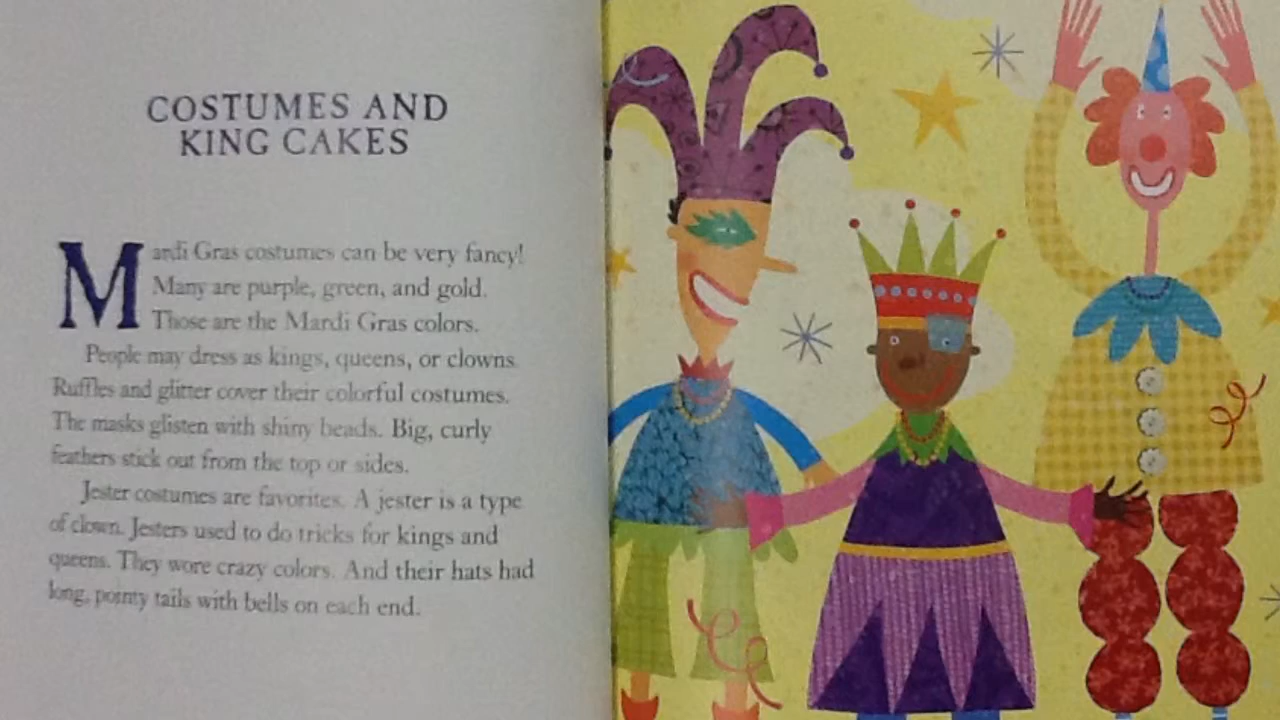 COSTUMES AND
KING CAKES
Mardi Gras costumes can be very fancy!
Many are purple, green, and gold.
Those are the Mardi Gras colors.
People may dress as kings, queens, or clowns.
Ruffles and glitter cover their colorful costumes.
The masks glisten with shiny beads. Big, curly
feathers stick out from the top or sides.
Jester costumes are favorites. A jester is a type
of clown. Jesters used to do tricks for kings and
queens. They wore crazy colors. And their hats had
long, pointy tails with bells on each end.